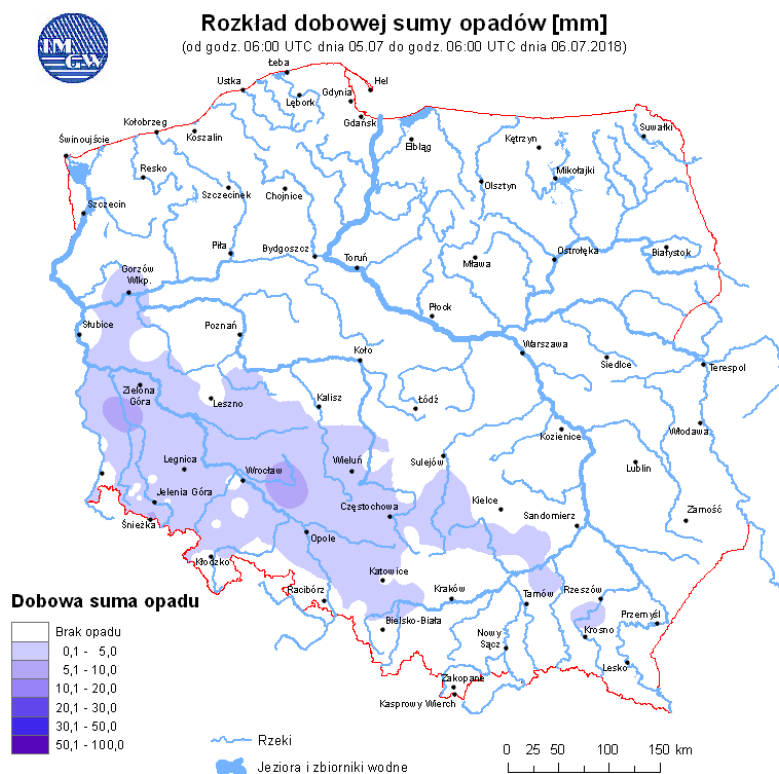 IM
GW
Rozkład dobowej sumy opadów [mm]
(od godz. 06:00 UTC dnia 05.07 do godz. 06:00 UTC dnia 06.07.2018)
Łeba
Ustka
Hel
Gdynia
Lębork
Gdańsk
Kołobrzeg
Koszalin
Suwałki
Elbląg
Kętrzyn
Świnoujście
Resko
Szczecinek
Chojnice
Olsztyn
Mikołajki
Szczecin
Piła
Bydgoszcz
Toruń
Mława
Ostrołęka
Białystok
Gorzów
Wlkp.
Płock
Słubice
Poznań
Koło
Warszawa
Siedlce
Terespol
Zielona
Góra
Leszno
Kalisz
Łódź
Kozienice
Włodawa
Legnica
Wrocław
Wieluń
Sulejów
Lublin
Jelenia Góra
Częstochowa
Kielce
Sandomierz
Zamość
Śnieżka
Opole
Kłodzko
Katowice
Racibórz
Kraków
Tarnów
Rzeszów
Przemyśl
Bielsko-Biała
Nowy
Sącz
Krosno
Lesko
Zakopane
Kasprowy Wierch
Dobowa suma opadu
Brak opadu
0,1 - 5,0
5,1 - 10,0
10,1 - 20,0
20,1 - 30,0
30,1 - 50,0
50,1 - 100,0
Rzeki
Jeziora i zbiorniki wodne
0 25 50 100 150 km